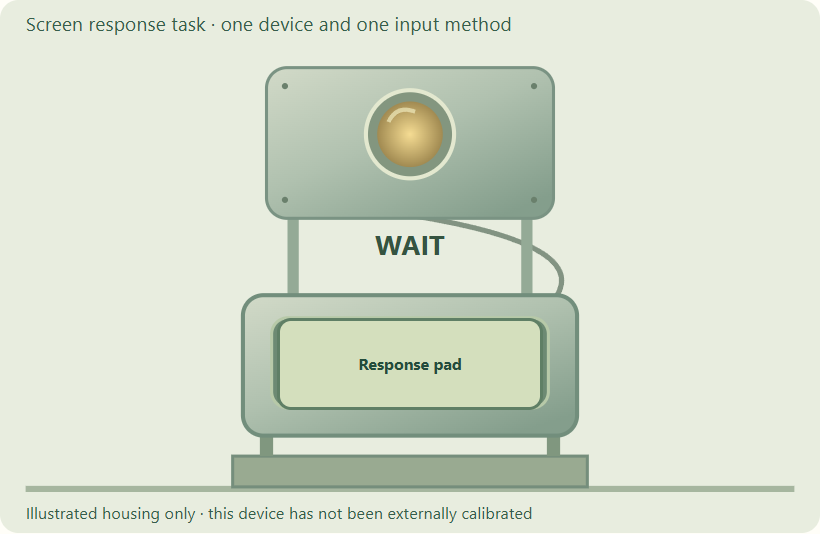 Screen response task · one device and one input method
WAIT
Response pad
Illustrated housing only · this device has not been externally calibrated